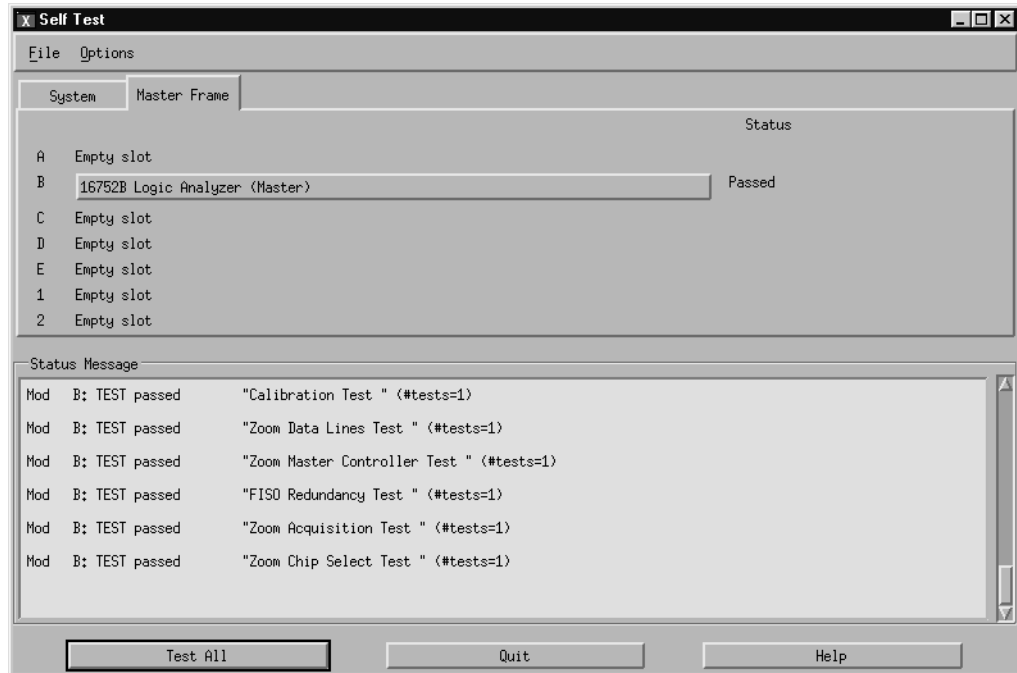 X Self Test
File Options
System Master Frame
Status
A Empty slot
B 16752B Logic Analyzer (Master) Passed
C Empty slot
D Empty slot
E Empty slot
1 Empty slot
2 Empty slot
Status Message
Mod B: TEST passed "Calibration Test " (#tests=1)
Mod B: TEST passed "Zoom Data Lines Test " (#tests=1)
Mod B: TEST passed "Zoom Master Controller Test " (#tests=1)
Mod B: TEST passed "FISO Redundancy Test " (#tests=1)
Mod B: TEST passed "Zoom Acquisition Test " (#tests=1)
Mod B: TEST passed "Zoom Chip Select Test " (#tests=1)
Test All Quit Help